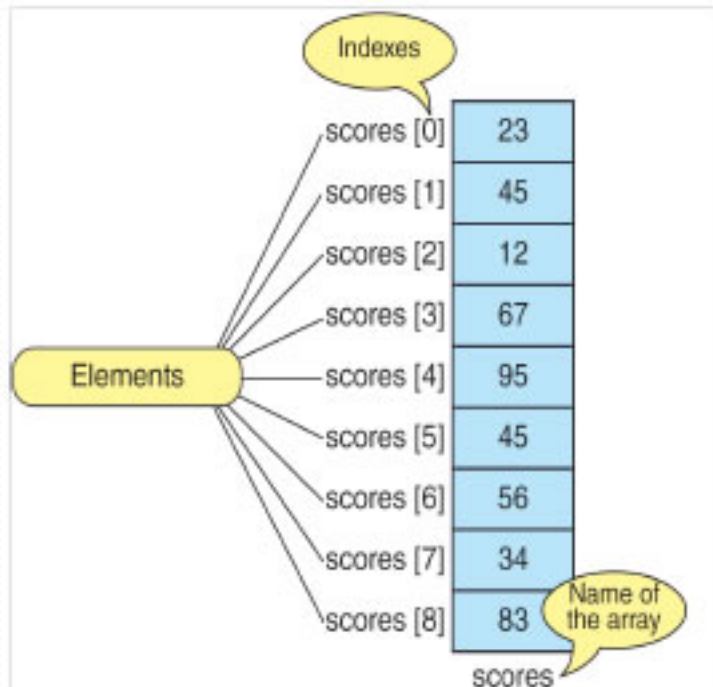 Indexes
scores [0] 23
scores [1] 45
scores [2] 12
scores [3] 67
Elements
scores [4] 95
scores [5] 45
scores [6] 56
scores [7] 34
scores [8] 83
Name of
the array
scores